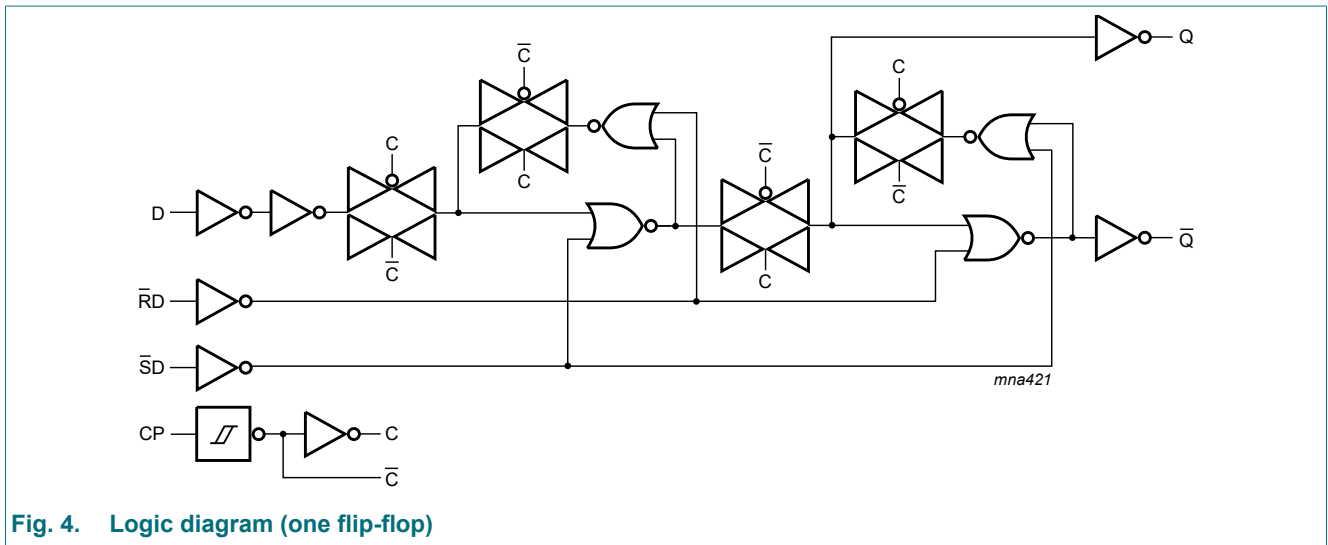 Q
C̅
C
C
C̅
C
C̅
C
C̅
D
C̅
C
Q̅
R̅D
S̅D
mna421
CP
C
C̅
Fig. 4. Logic diagram (one flip-flop)